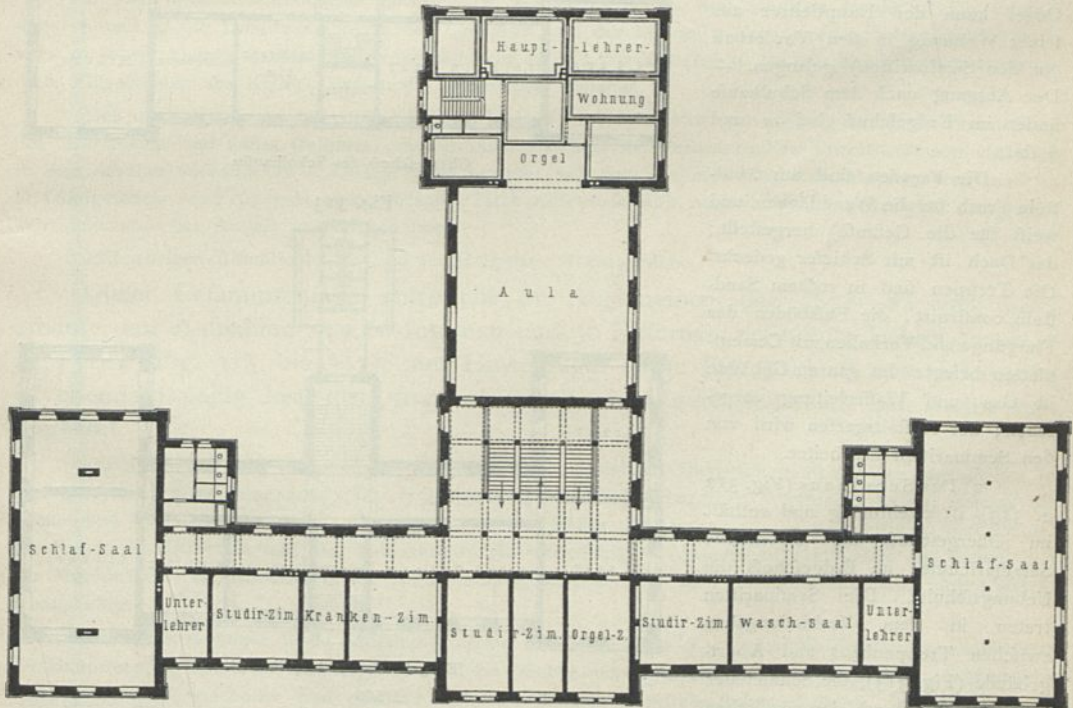 Haupt- lehrer-
Wohnung
Orgel
Aula
Schlaf-Saal
Schlaf-Saal
Unter-
lehrer
Studir-Zim.
Kranken-Zim.
Studir-Zim.
Orgel-Z.
Studir-Zim.
Wasch-Saal
Unter-
lehrer